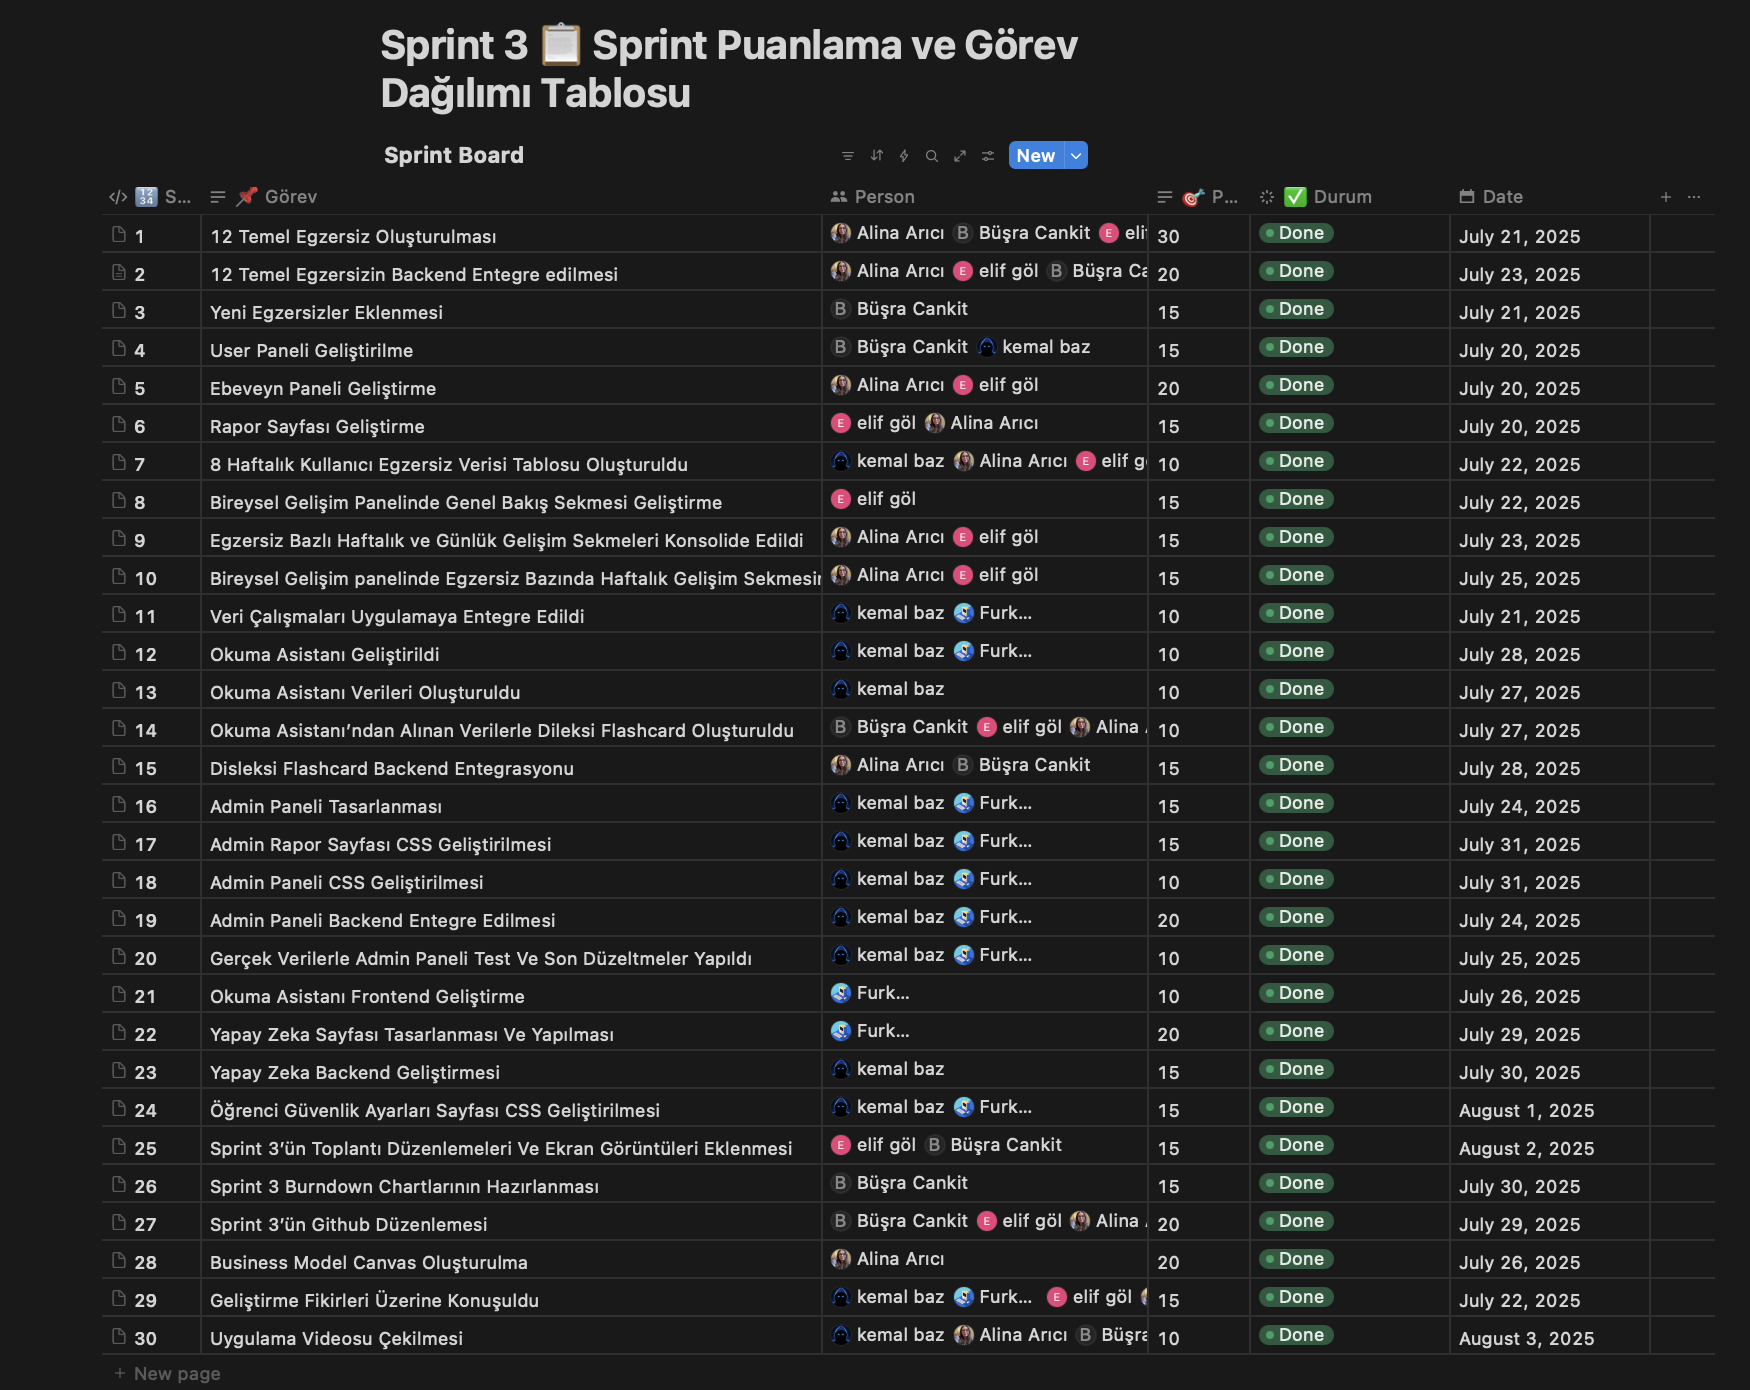 Sprint 3 📋 Sprint Puanlama ve Görev
Dağılımı Tablosu
Sprint Board
New
S... Görev Person P... Durum Date
1 12 Temel Egzersiz Oluşturulması Alina Arıcı B Büşra Cankit E eli 30 Done July 21, 2025
2 12 Temel Egzersizin Backend Entegre edilmesi Alina Arıcı E elif göl B Büşra Ca 20 Done July 23, 2025
3 Yeni Egzersizler Eklenmesi B Büşra Cankit 15 Done July 21, 2025
4 User Paneli Geliştirilme B Büşra Cankit kemal baz 15 Done July 20, 2025
5 Ebeveyn Paneli Geliştirme Alina Arıcı E elif göl 20 Done July 20, 2025
6 Rapor Sayfası Geliştirme E elif göl Alina Arıcı 15 Done July 20, 2025
7 8 Haftalık Kullanıcı Egzersiz Verisi Tablosu Oluşturuldu kemal baz Alina Arıcı E elif g 10 Done July 22, 2025
8 Bireysel Gelişim Panelinde Genel Bakış Sekmesi Geliştirme E elif göl 15 Done July 22, 2025
9 Egzersiz Bazlı Haftalık ve Günlük Gelişim Sekmeleri Konsolide Edildi Alina Arıcı E elif göl 15 Done July 23, 2025
10 Bireysel Gelişim panelinde Egzersiz Bazında Haftalık Gelişim Sekmesin Alina Arıcı E elif göl 15 Done July 25, 2025
11 Veri Çalışmaları Uygulamaya Entegre Edildi kemal baz Furk... 10 Done July 21, 2025
12 Okuma Asistanı Geliştirildi kemal baz Furk... 10 Done July 28, 2025
13 Okuma Asistanı Verileri Oluşturuldu kemal baz 10 Done July 27, 2025
14 Okuma Asistanı’ndan Alınan Verilerle Dileksi Flashcard Oluşturuldu B Büşra Cankit E elif göl Alina 10 Done July 27, 2025
15 Disleksi Flashcard Backend Entegrasyonu Alina Arıcı B Büşra Cankit 15 Done July 28, 2025
16 Admin Paneli Tasarlanması kemal baz Furk... 15 Done July 24, 2025
17 Admin Rapor Sayfası CSS Geliştirilmesi kemal baz Furk... 15 Done July 31, 2025
18 Admin Paneli CSS Geliştirilmesi kemal baz Furk... 10 Done July 31, 2025
19 Admin Paneli Backend Entegre Edilmesi kemal baz Furk... 20 Done July 24, 2025
20 Gerçek Verilerle Admin Paneli Test Ve Son Düzeltmeler Yapıldı kemal baz Furk... 10 Done July 25, 2025
21 Okuma Asistanı Frontend Geliştirme Furk... 10 Done July 26, 2025
22 Yapay Zeka Sayfası Tasarlanması Ve Yapılması Furk... 20 Done July 29, 2025
23 Yapay Zeka Backend Geliştirmesi kemal baz 15 Done July 30, 2025
24 Öğrenci Güvenlik Ayarları Sayfası CSS Geliştirilmesi kemal baz Furk... 15 Done August 1, 2025
25 Sprint 3’ün Toplantı Düzenlemeleri Ve Ekran Görüntüleri Eklenmesi E elif göl B Büşra Cankit 15 Done August 2, 2025
26 Sprint 3 Burndown Chartlarının Hazırlanması B Büşra Cankit 15 Done July 30, 2025
27 Sprint 3’ün Github Düzenlemesi B Büşra Cankit E elif göl Alina 20 Done July 29, 2025
28 Business Model Canvas Oluşturulma Alina Arıcı 20 Done July 26, 2025
29 Geliştirme Fikirleri Üzerine Konuşuldu kemal baz Furk... E elif göl 15 Done July 22, 2025
30 Uygulama Videosu Çekilmesi kemal baz Alina Arıcı B Büşra 10 Done August 3, 2025
+ New page